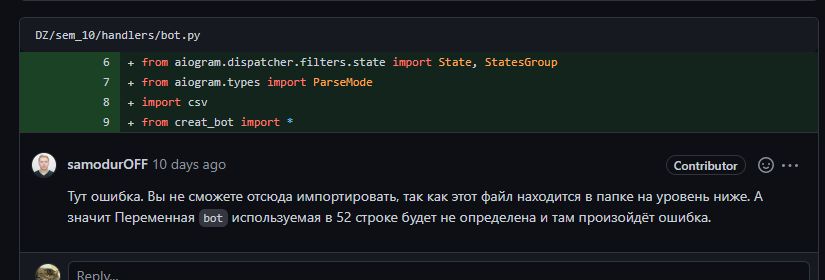 DZ/sem_10/handlers/bot.py
6 + from aiogram.dispatcher.filters.state import State, StatesGroup
7 + from aiogram.types import ParseMode
8 + import csv
9 + from creat_bot import *
samodurOFF 10 days ago Contributor
Тут ошибка. Вы не сможете отсюда импортировать, так как этот файл находится в папке на уровень ниже. А
значит Переменная bot используемая в 52 строке будет не определена и там произойдёт ошибка.
Reply...